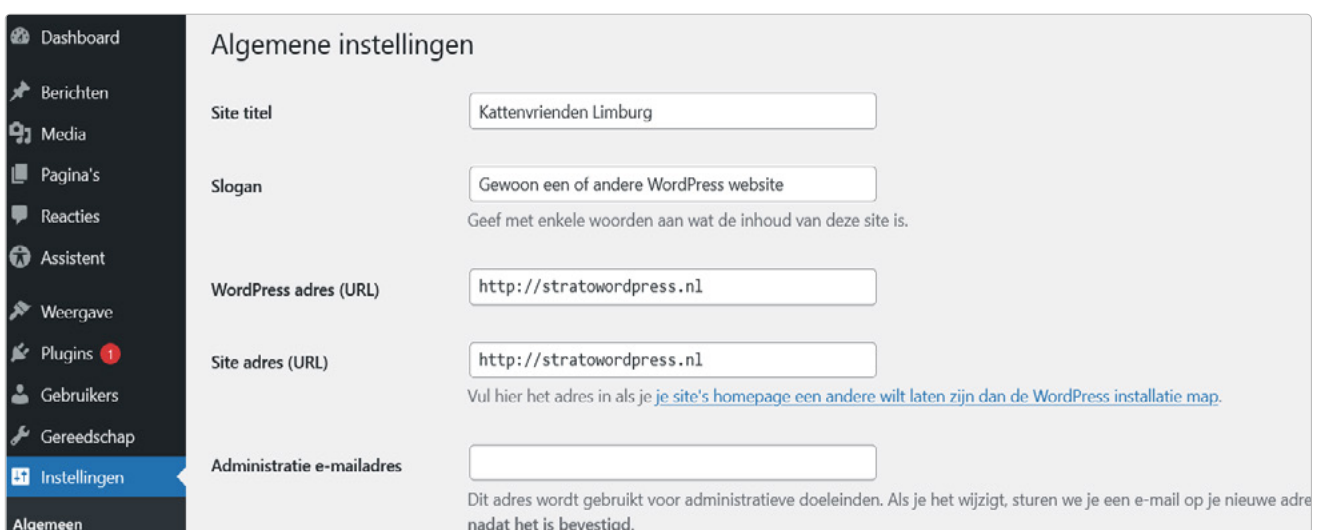 Dashboard
Berichten
Media
Pagina's
Reacties
Assistent
Weergave
Plugins 1
Gebruikers
Gereedschap
Instellingen
Algemeen
Algemene instellingen
Site titel
Kattenvrienden Limburg
Slogan
Gewoon een of andere WordPress website
Geef met enkele woorden aan wat de inhoud van deze site is.
WordPress adres (URL)
http://stratowordpress.nl
Site adres (URL)
http://stratowordpress.nl
Vul hier het adres in als je je site's homepage een andere wilt laten zijn dan de WordPress installatie map.
Administratie e-mailadres
Dit adres wordt gebruikt voor administratieve doeleinden. Als je het wijzigt, sturen we je een e-mail op je nieuwe adre
nadat het is bevestigd.